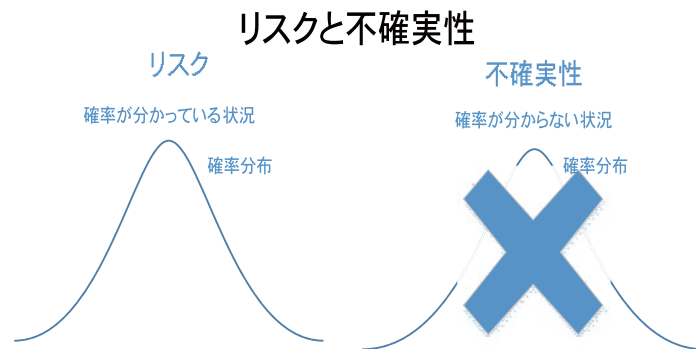 リスクと不確実性
リスク
確率が分かっている状況
確率分布
不確実性
確率が分からない状況
確率分布